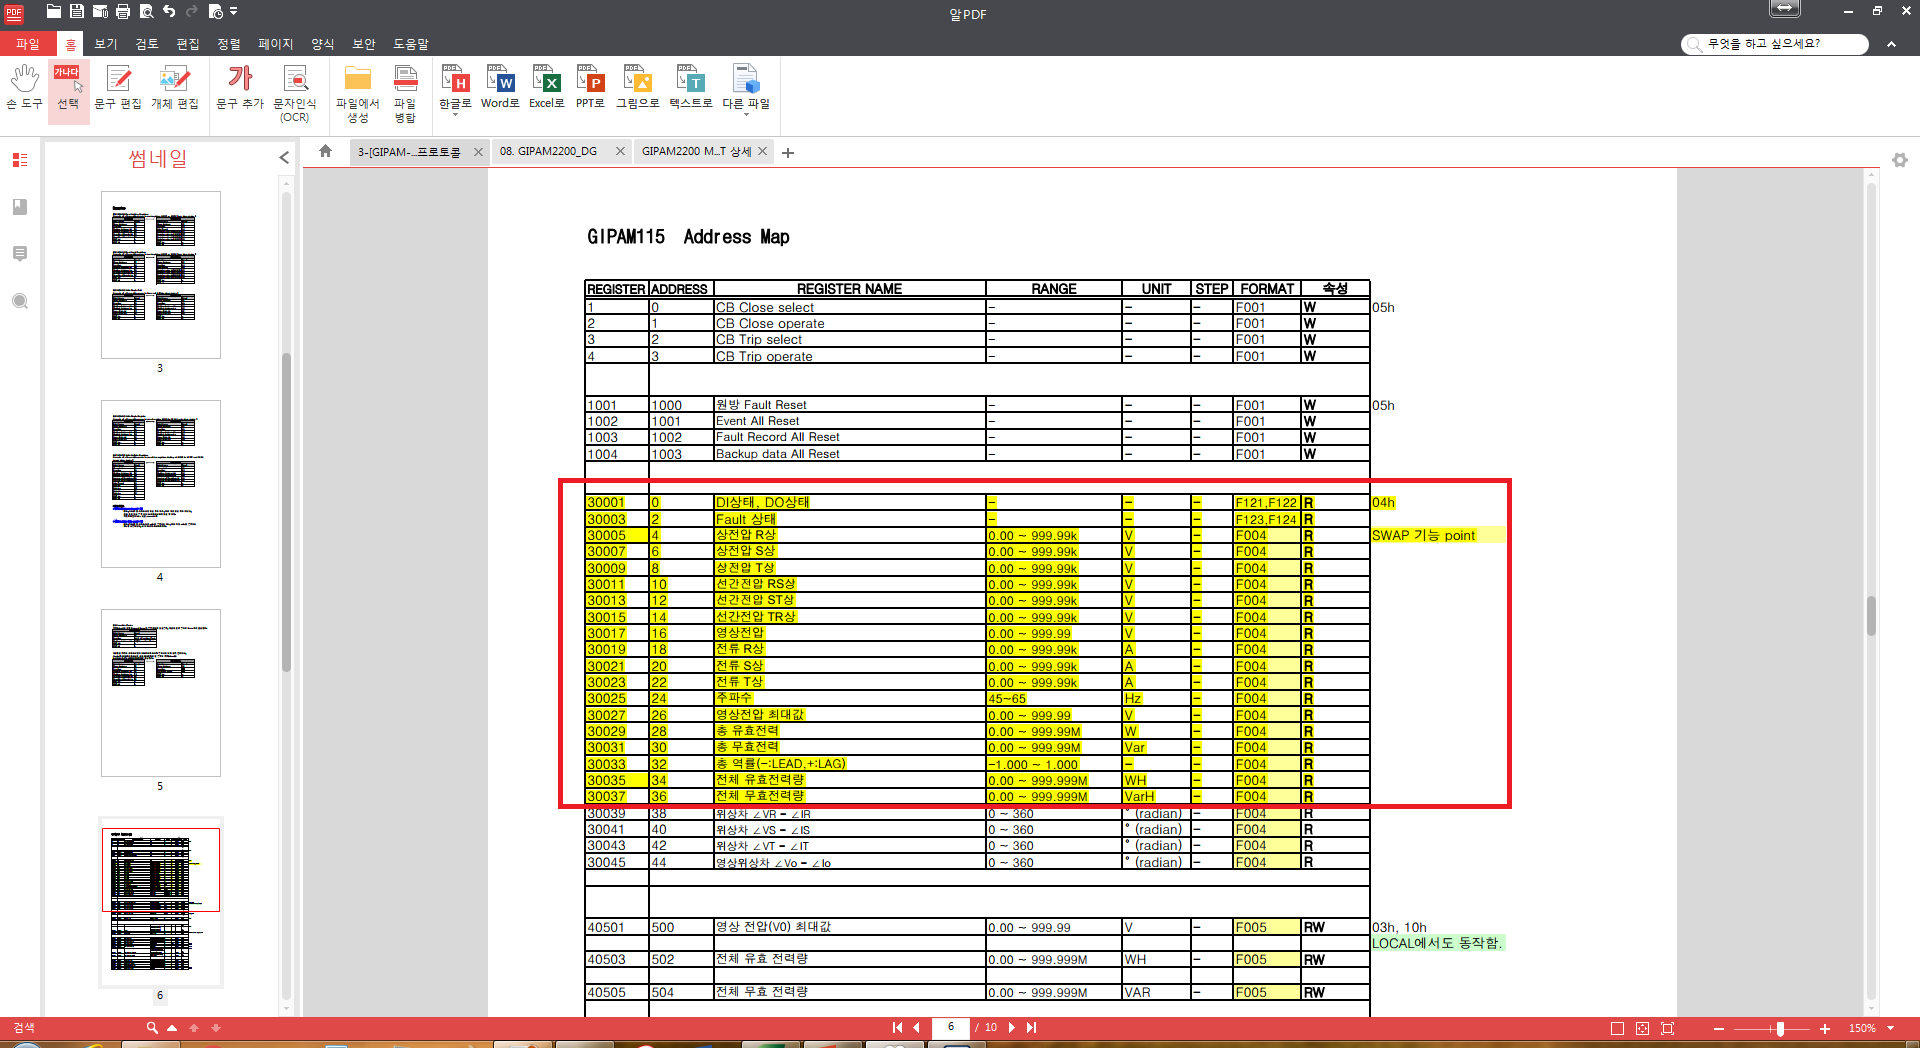 알PDF
파일 홈 보기 검토 편집 정렬 페이지 양식 보안 도움말
무엇을 하고 싶으세요?
손 도구 선택 문구 편집 개체 편집 문구 추가 문자인식 (OCR) 파일에서 생성 파일 병합 한글로 Word로 Excel로 PPT로 그림으로 텍스트로 다른 파일
썸네일
3-[GIPAM-...프로토콜 08. GIPAM2200_DG GIPAM2200 M...T 상세
3
4
5
6
GIPAM115 Address Map
REGISTER ADDRESS REGISTER NAME RANGE UNIT STEP FORMAT 속성
1 0 CB Close select - - - F001 W 05h
2 1 CB Close operate - - - F001 W
3 2 CB Trip select - - - F001 W
4 3 CB Trip operate - - - F001 W
1001 1000 원방 Fault Reset - - - F001 W 05h
1002 1001 Event All Reset - - - F001 W
1003 1002 Fault Record All Reset - - - F001 W
1004 1003 Backup data All Reset - - - F001 W
30001 0 DI상태, DO상태 - - - F121,F122 R 04h
30003 2 Fault 상태 - - - F123,F124 R
30005 4 상전압 R상 0.00 ~ 999.99k V - F004 R SWAP 기능 point
30007 6 상전압 S상 0.00 ~ 999.99k V - F004 R
30009 8 상전압 T상 0.00 ~ 999.99k V - F004 R
30011 10 선간전압 RS상 0.00 ~ 999.99k V - F004 R
30013 12 선간전압 ST상 0.00 ~ 999.99k V - F004 R
30015 14 선간전압 TR상 0.00 ~ 999.99k V - F004 R
30017 16 영상전압 0.00 ~ 999.99 V - F004 R
30019 18 전류 R상 0.00 ~ 999.99k A - F004 R
30021 20 전류 S상 0.00 ~ 999.99k A - F004 R
30023 22 전류 T상 0.00 ~ 999.99k A - F004 R
30025 24 주파수 45~65 Hz - F004 R
30027 26 영상전압 최대값 0.00 ~ 999.99 V - F004 R
30029 28 총 유효전력 0.00 ~ 999.99M W - F004 R
30031 30 총 무효전력 0.00 ~ 999.99M Var - F004 R
30033 32 총 역률(-:LEAD,+:LAG) -1.000 ~ 1.000 - - F004 R
30035 34 전체 유효전력량 0.00 ~ 999.999M WH - F004 R
30037 36 전체 무효전력량 0.00 ~ 999.999M VarH - F004 R
30039 38 위상차 ∠VR - ∠IR 0 ~ 360 ° (radian) - F004 R
30041 40 위상차 ∠VS - ∠IS 0 ~ 360 ° (radian) - F004 R
30043 42 위상차 ∠VT - ∠IT 0 ~ 360 ° (radian) - F004 R
30045 44 영상위상차 ∠Vo - ∠Io 0 ~ 360 ° (radian) - F004 R
40501 500 영상 전압(V0) 최대값 0.00 ~ 999.99 V - F005 RW 03h, 10h
LOCAL에서도 동작함.
40503 502 전체 유효 전력량 0.00 ~ 999.999M WH - F005 RW
40505 504 전체 무효 전력량 0.00 ~ 999.999M VAR - F005 RW
검색 6 / 10 150%